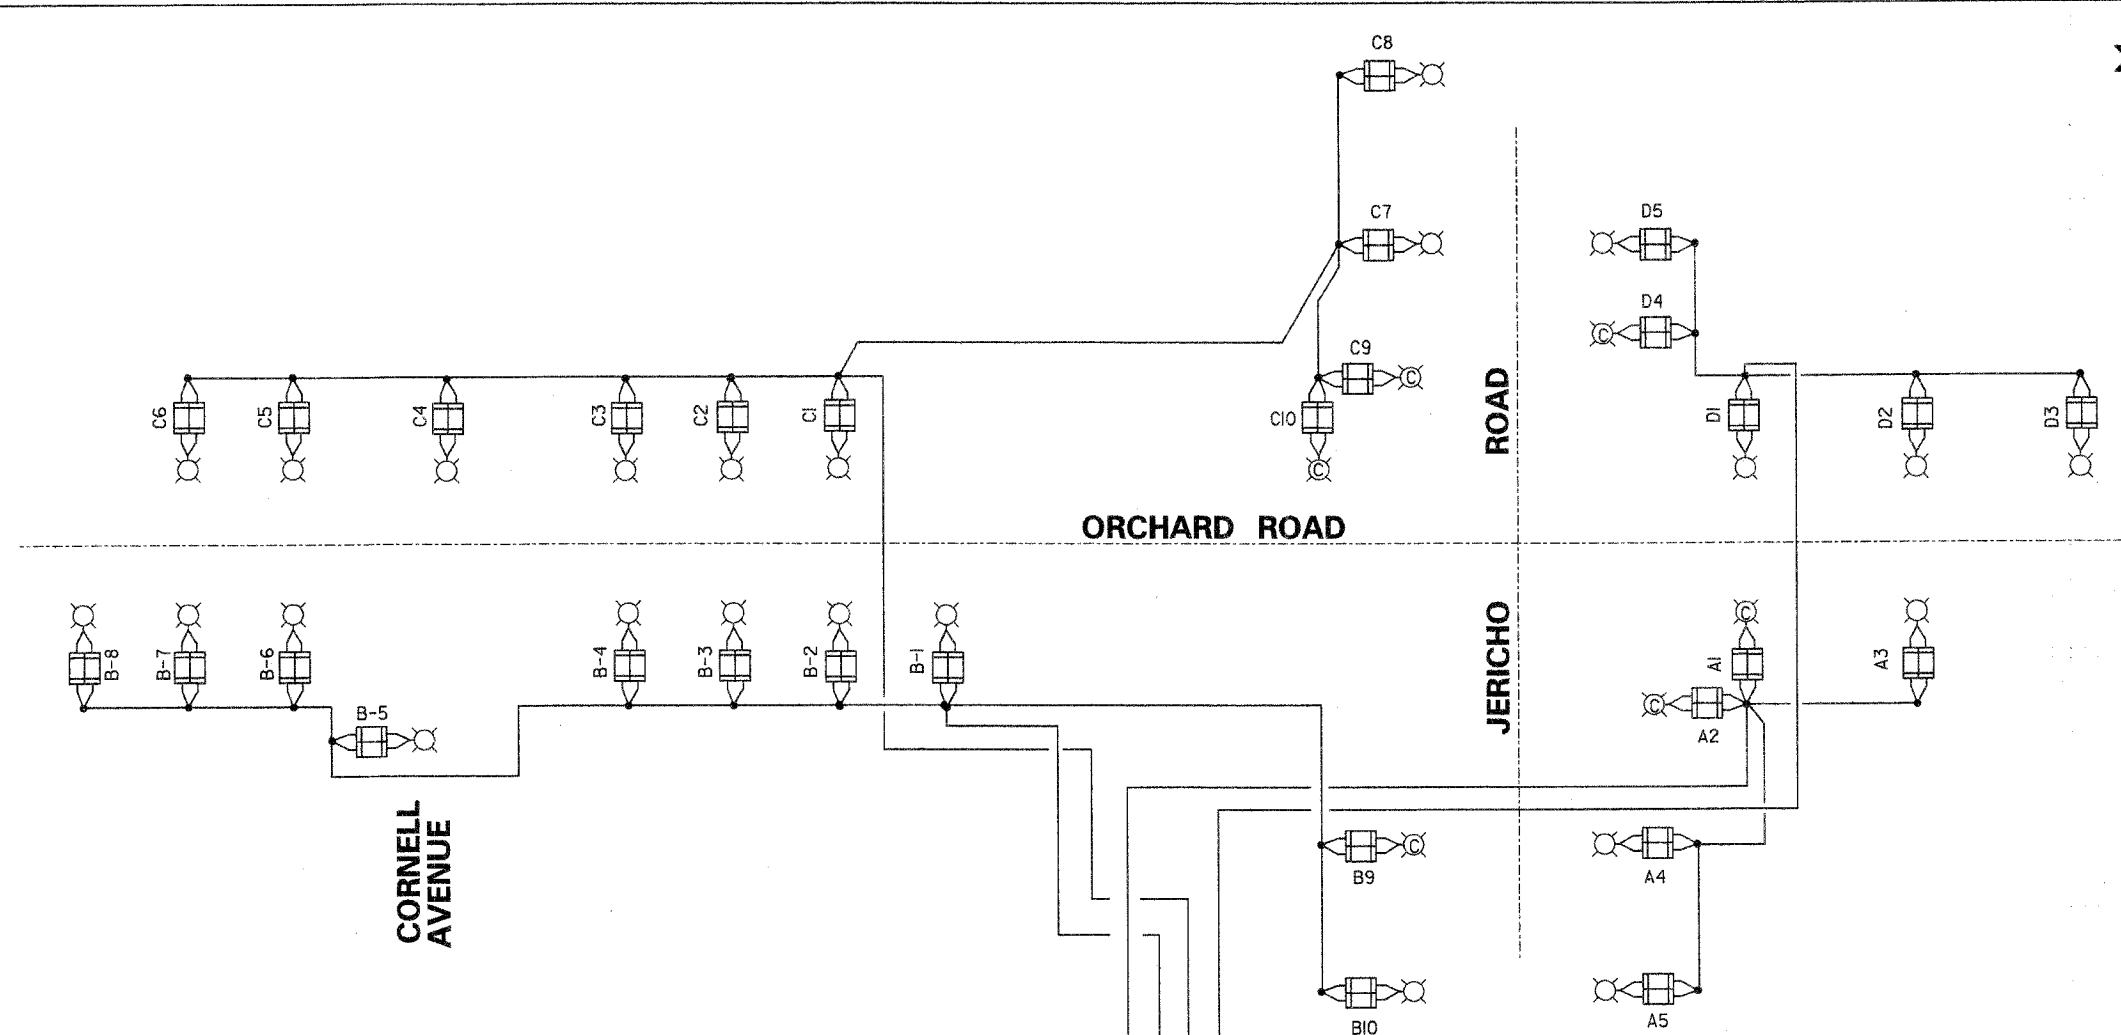 C8
C7
D5
D4
C9
C6
C5
C4
C3
C2
C1
C10
C
C
C
D1
D2
D3
ROAD
ORCHARD ROAD
JERICHO
B-8
B-7
B-6
B-5
B-4
B-3
B-2
B-1
C
A1
A3
C
A2
CORNELL
AVENUE
C
B9
A4
B10
A5